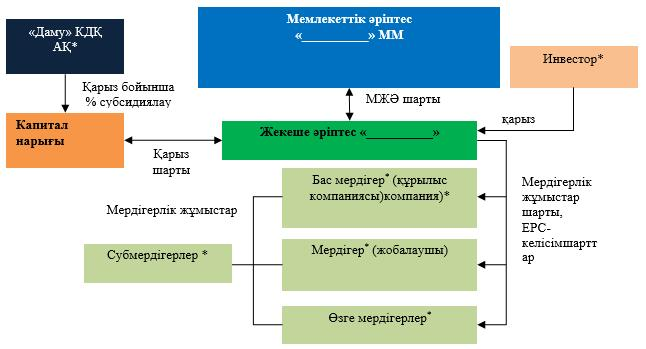 «Даму» КДҚ
АҚ*
Мемлекеттік әріптес
«__________» ММ
Инвестор*
Қарыз бойынша
% субсидиялау
МЖӘ шарты
қарыз
Капитал
нарығы
Жекеше әріптес «__________»
Қарыз
шарты
Бас мердігер* (құрылыс
компаниясы)компания)*
Мердігерлік
жұмыстар
шарты,
EPC-
келісімшартт
ар
Мердігерлік жұмыстар
Субмердігерлер *
Мердігер* (жобалаушы)
Өзге мердігерлер*